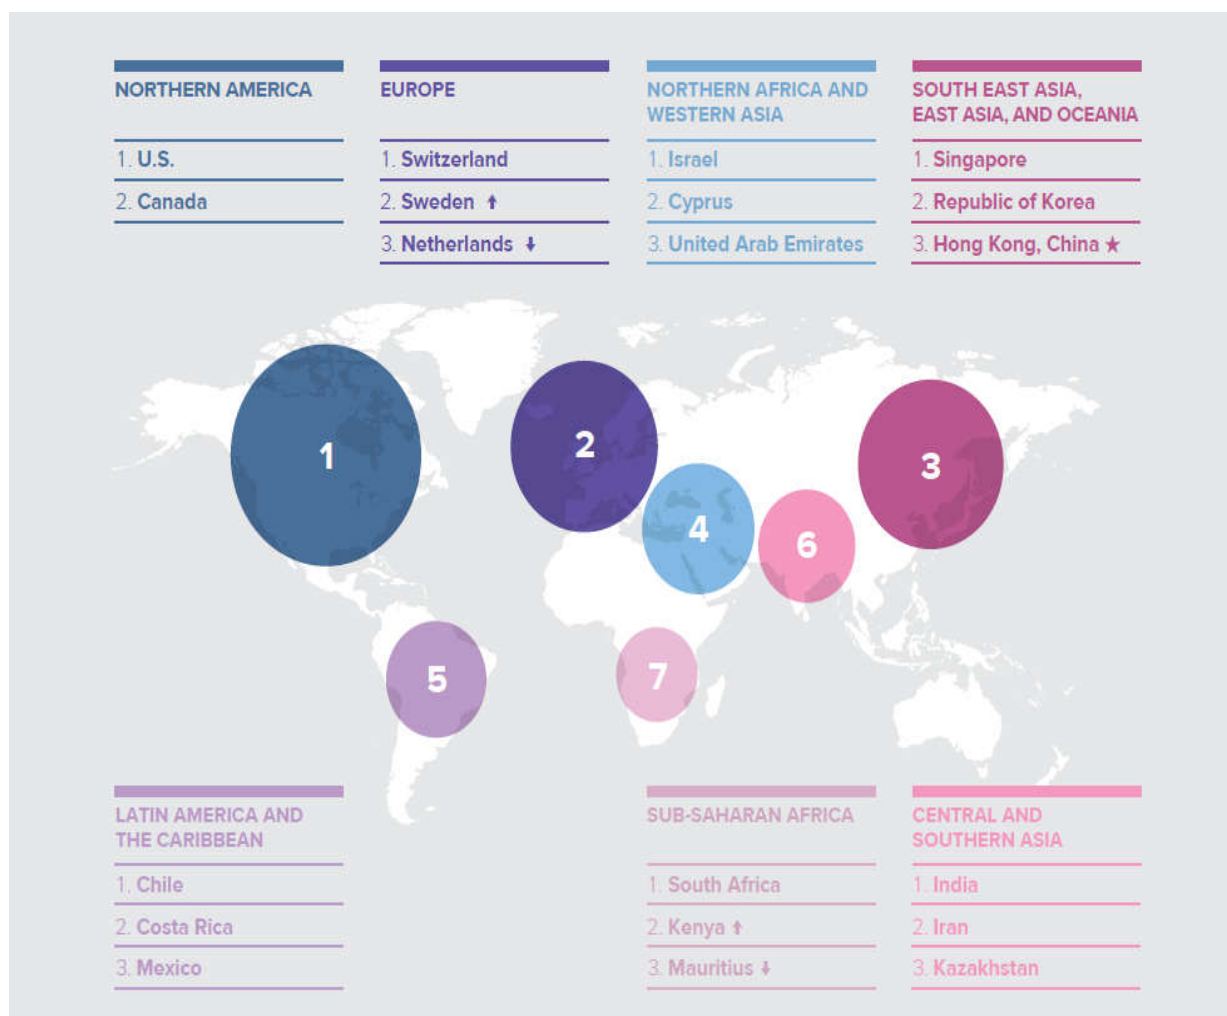 NORTHERN AMERICA
1. U.S.
2. Canada
EUROPE
1. Switzerland
2. Sweden ⬆
3. Netherlands ⬇
NORTHERN AFRICA AND
WESTERN ASIA
1. Israel
2. Cyprus
3. United Arab Emirates
SOUTH EAST ASIA,
EAST ASIA, AND OCEANIA
1. Singapore
2. Republic of Korea
3. Hong Kong, China ★
1
2
3
4
6
5
7
LATIN AMERICA AND
THE CARIBBEAN
1. Chile
2. Costa Rica
3. Mexico
SUB-SAHARAN AFRICA
1. South Africa
2. Kenya ⬆
3. Mauritius ⬇
CENTRAL AND
SOUTHERN ASIA
1. India
2. Iran
3. Kazakhstan